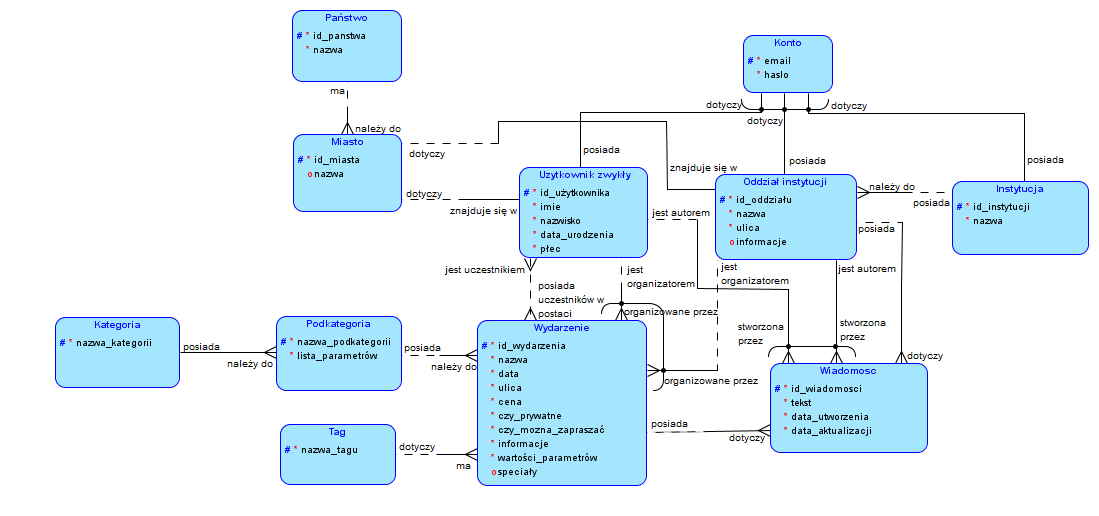 Państwo
# * id_panstwa
* nazwa
ma
należy do
Miasto
# * id_miasta
o nazwa
dotyczy
dotyczy
znajduje się w
znajduje się w
Konto
# * email
* haslo
dotyczy
dotyczy
dotyczy
posiada
posiada
posiada
Uzytkownik zwykły
# * id_użytkownika
* imie
* nazwisko
* data_urodzenia
* płec
Oddział instytucji
# * id_oddziału
* nazwa
* ulica
o informacje
należy do
posiada
Instytucja
# * id_instytucji
* nazwa
jest autorem
posiada
jest uczestnikiem
posiada
uczestników w
postaci
jest
organizatorem
jest
organizatorem
jest autorem
organizowane przez
organizowane przez
stworzona
przez
stworzona
przez
dotyczy
Kategoria
# * nazwa_kategorii
posiada
należy do
Podkategoria
# * nazwa_podkategorii
* lista_parametrów
posiada
należy do
Wydarzenie
# * id_wydarzenia
* nazwa
* data
* ulica
* cena
* czy_prywatne
* czy_mozna_zapraszać
* informacje
* wartości_parametrów
o speciały
Wiadomosc
# * id_wiadomosci
* tekst
* data_utworzenia
* data_aktualizacji
posiada
dotyczy
Tag
# * nazwa_tagu
dotyczy
ma